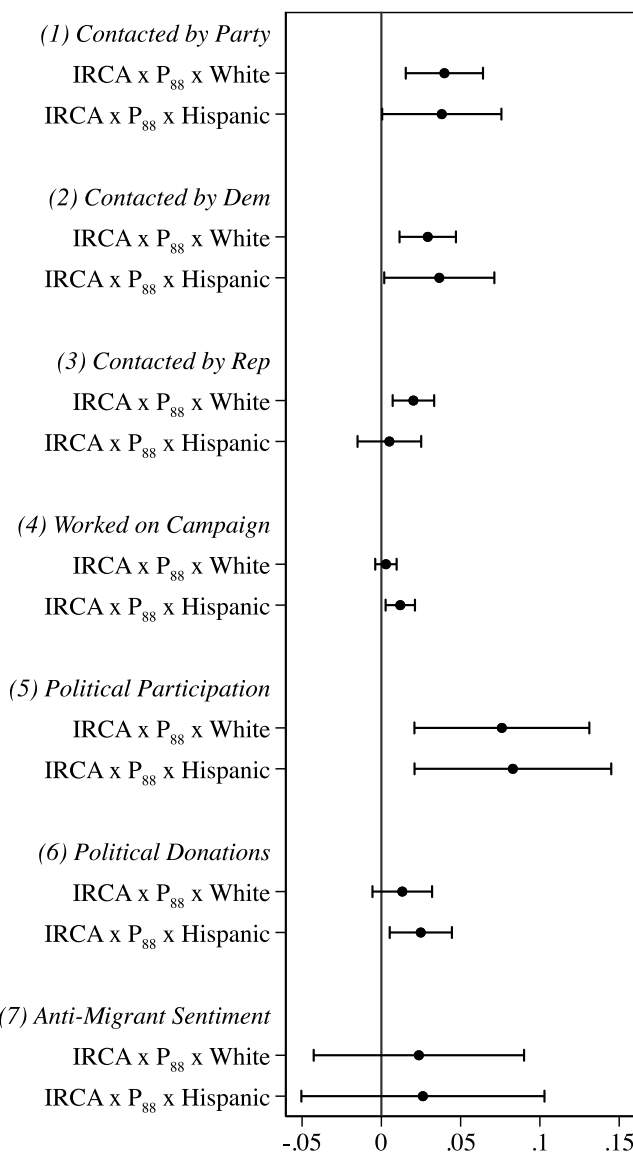 (1) Contacted by Party
IRCA x P₈₈ x White
IRCA x P₈₈ x Hispanic
(2) Contacted by Dem
IRCA x P₈₈ x White
IRCA x P₈₈ x Hispanic
(3) Contacted by Rep
IRCA x P₈₈ x White
IRCA x P₈₈ x Hispanic
(4) Worked on Campaign
IRCA x P₈₈ x White
IRCA x P₈₈ x Hispanic
(5) Political Participation
IRCA x P₈₈ x White
IRCA x P₈₈ x Hispanic
(6) Political Donations
IRCA x P₈₈ x White
IRCA x P₈₈ x Hispanic
(7) Anti-Migrant Sentiment
IRCA x P₈₈ x White
IRCA x P₈₈ x Hispanic
-.05 0 .05 .1 .15